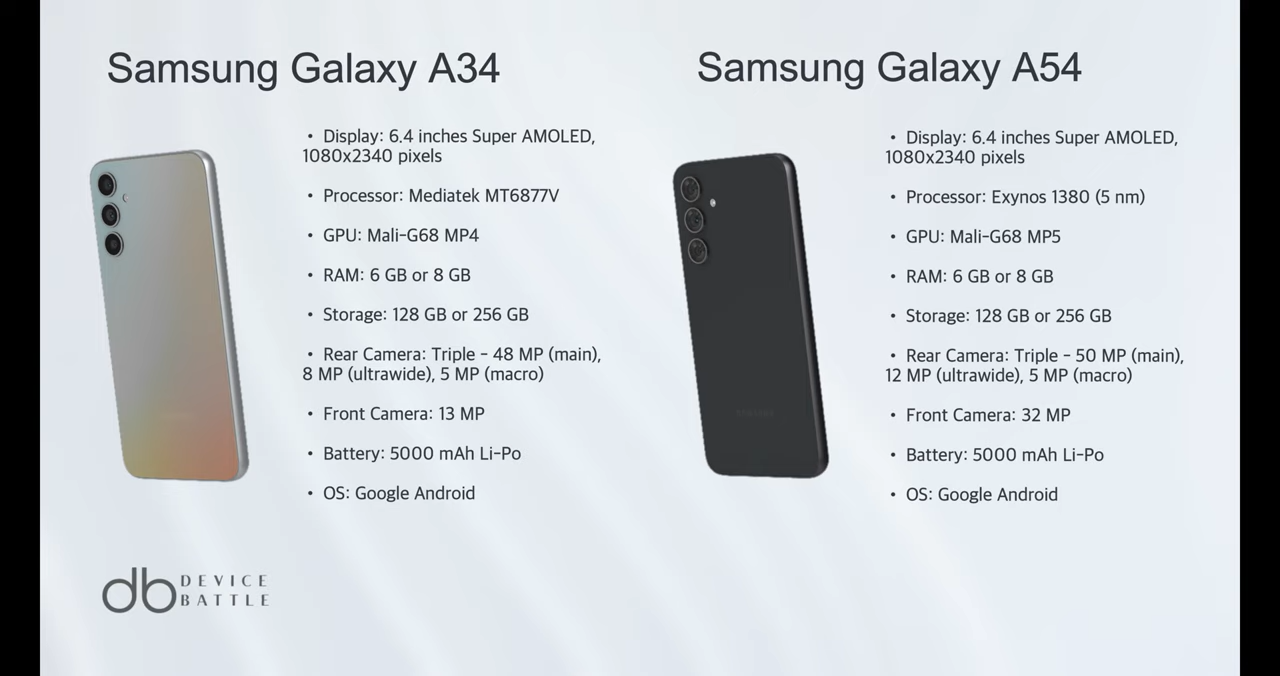 Samsung Galaxy A34
• Display: 6.4 inches Super AMOLED,
1080x2340 pixels
• Processor: Mediatek MT6877V
• GPU: Mali-G68 MP4
• RAM: 6 GB or 8 GB
• Storage: 128 GB or 256 GB
• Rear Camera: Triple - 48 MP (main),
8 MP (ultrawide), 5 MP (macro)
• Front Camera: 13 MP
• Battery: 5000 mAh Li-Po
• OS: Google Android
Samsung Galaxy A54
• Display: 6.4 inches Super AMOLED,
1080x2340 pixels
• Processor: Exynos 1380 (5 nm)
• GPU: Mali-G68 MP5
• RAM: 6 GB or 8 GB
• Storage: 128 GB or 256 GB
• Rear Camera: Triple - 50 MP (main),
12 MP (ultrawide), 5 MP (macro)
• Front Camera: 32 MP
• Battery: 5000 mAh Li-Po
• OS: Google Android
db DEVICE
BATTLE